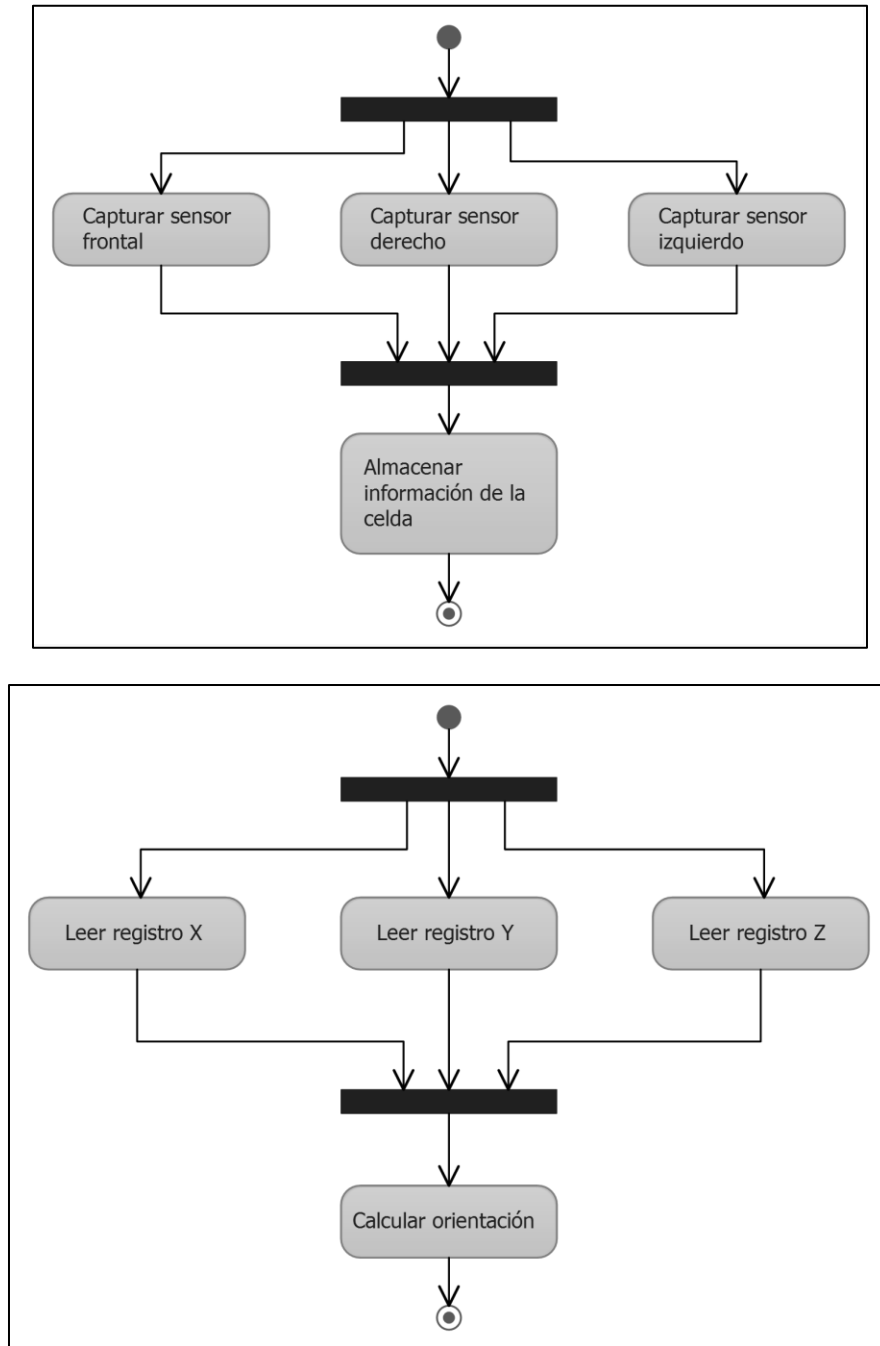 Capturar sensor
frontal
Capturar sensor
derecho
Capturar sensor
izquierdo
Almacenar
información de la
celda
Leer registro X
Leer registro Y
Leer registro Z
Calcular orientación